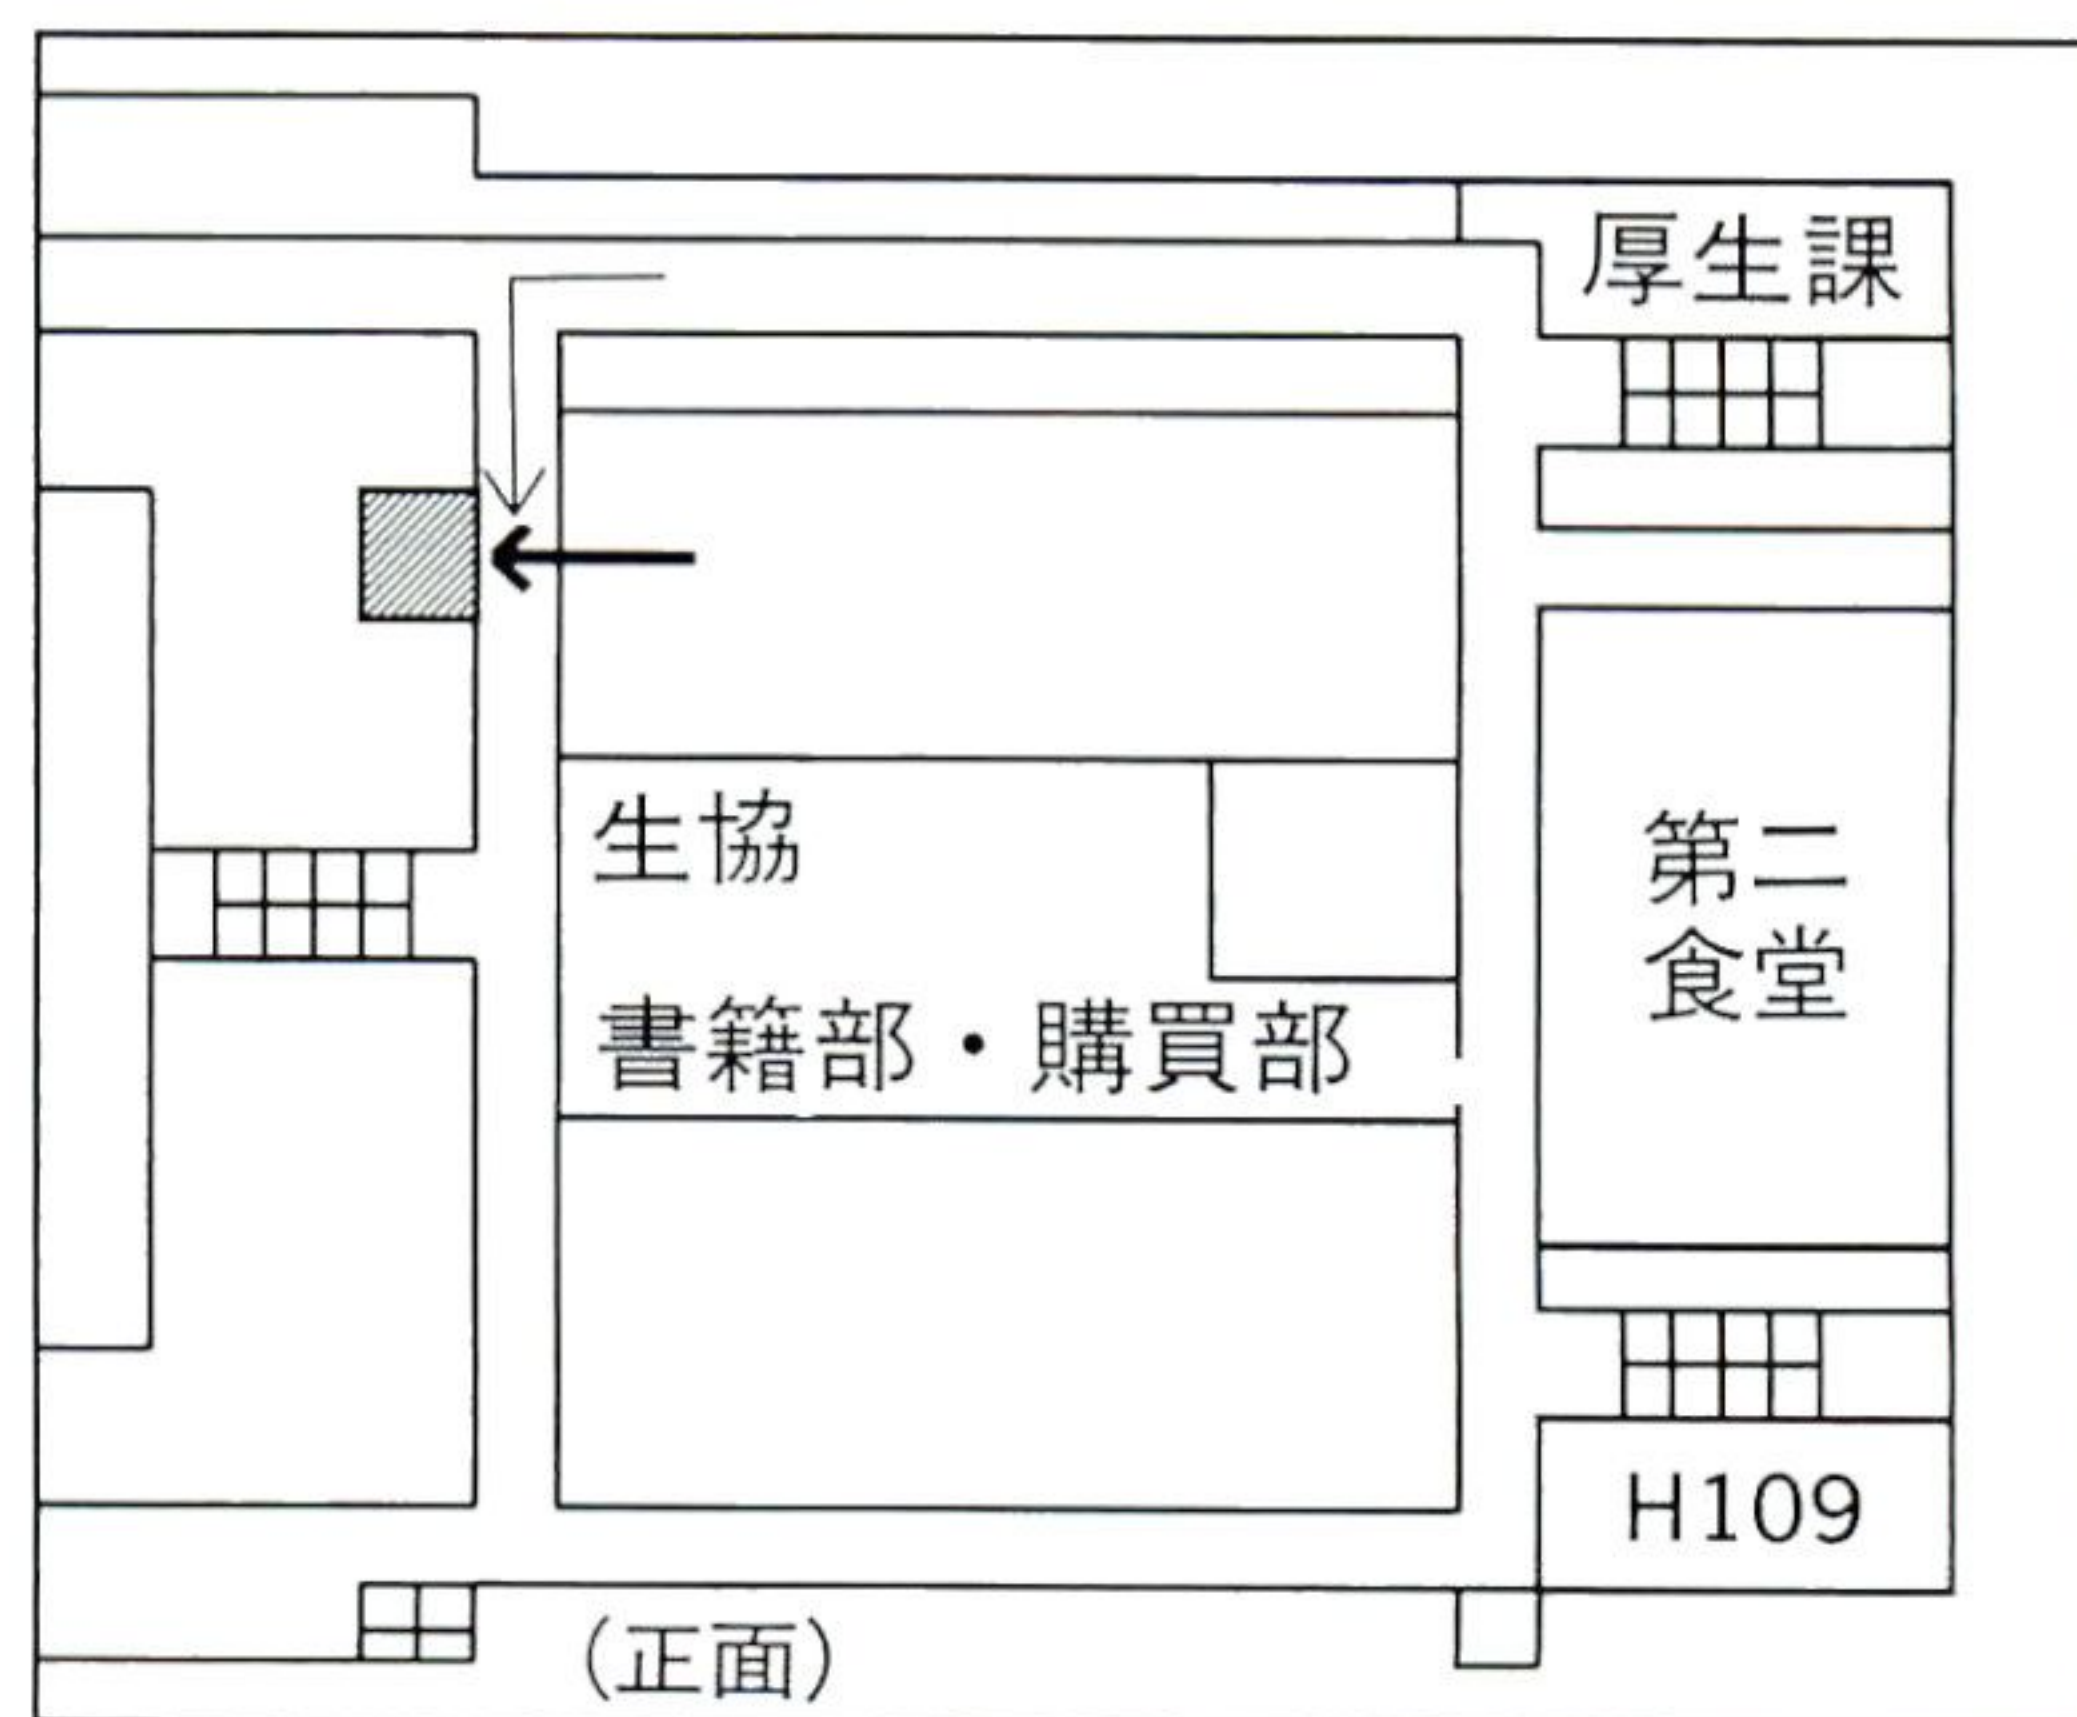 厚生課
生協
書籍部・購買部
第二
食堂
H109
(正面)